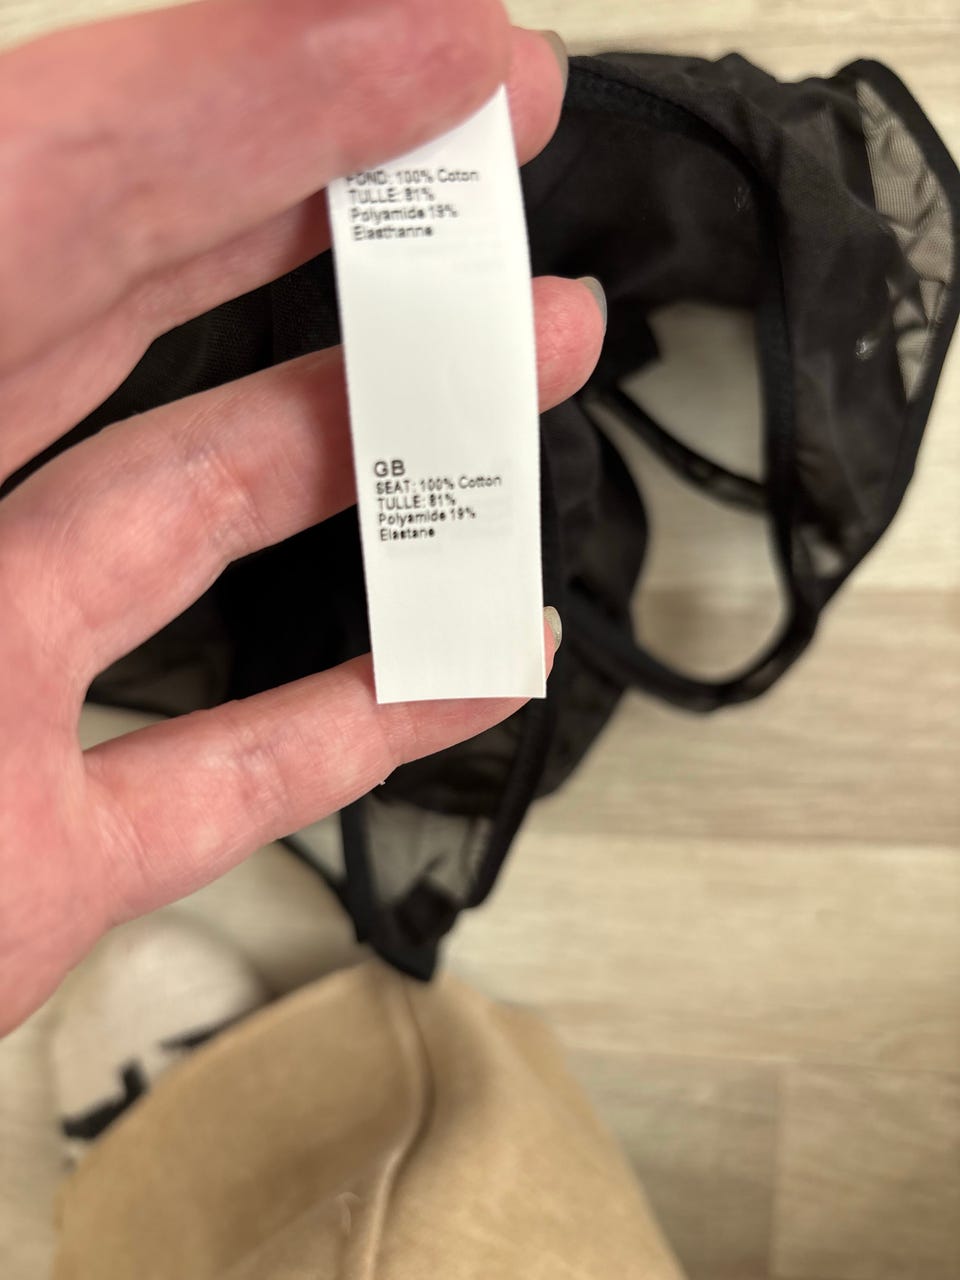 FOND: 100% Coton
TULLE: 81%
Polyamide 19%
Elasthanne
GB
SEAT: 100% Cotton
TULLE: 81%
Polyamide 19%
Elastane